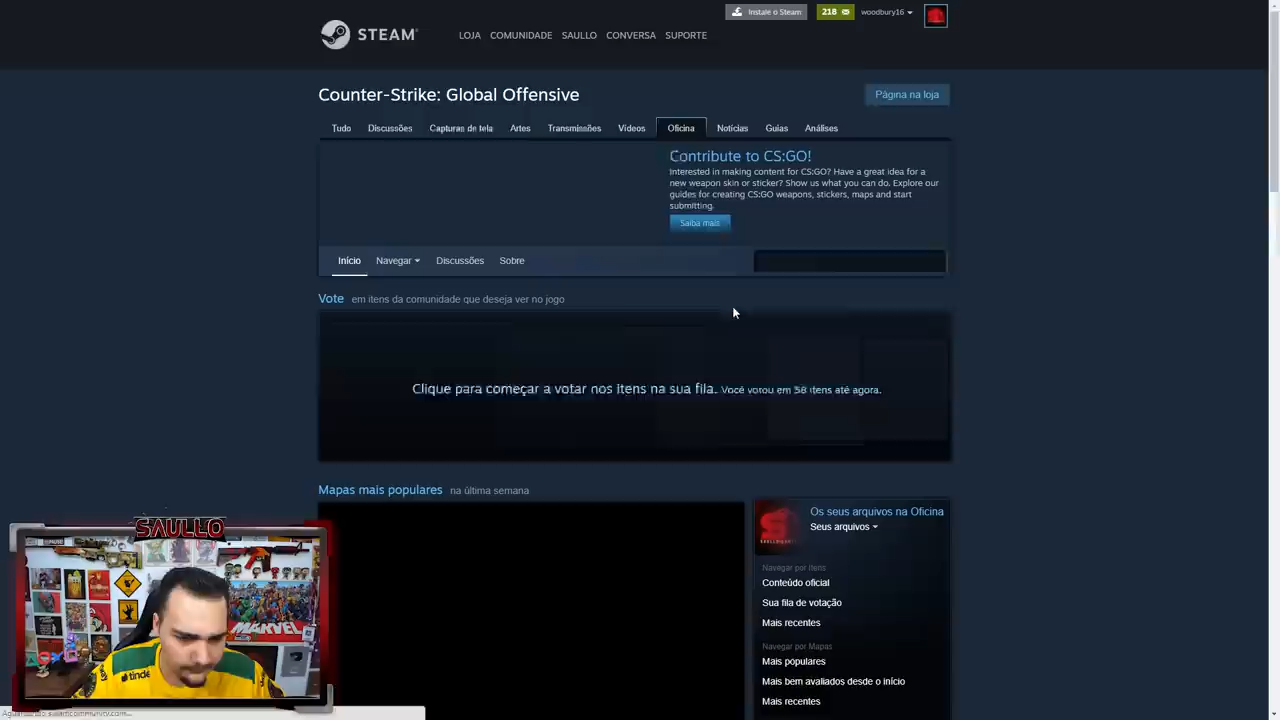 Instale o Steam
218
woodbury16
STEAM
LOJA COMUNIDADE SAULLO CONVERSA SUPORTE
Counter-Strike: Global Offensive
Página na loja
Tudo Discussões Capturas de tela Artes Transmissões Vídeos Oficina Notícias Guias Análises
Contribute to CS:GO!
Interested in making content for CS:GO? Have a great idea for a
new weapon skin or sticker? Show us what you can do. Explore our
guides for creating CS:GO weapons, stickers, maps and start
submitting.
Saiba mais
Início Navegar Discussões Sobre
Vote em itens da comunidade que deseja ver no jogo
Clique para começar a votar nos itens na sua fila. Você votou em 58 itens até agora.
Mapas mais populares na última semana
Os seus arquivos na Oficina
Seus arquivos
Navegar por Itens
Conteúdo oficial
Sua fila de votação
Mais recentes
Navegar por Mapas
Mais populares
Mais bem avaliados desde o início
Mais recentes
SAULLO
MARVEL